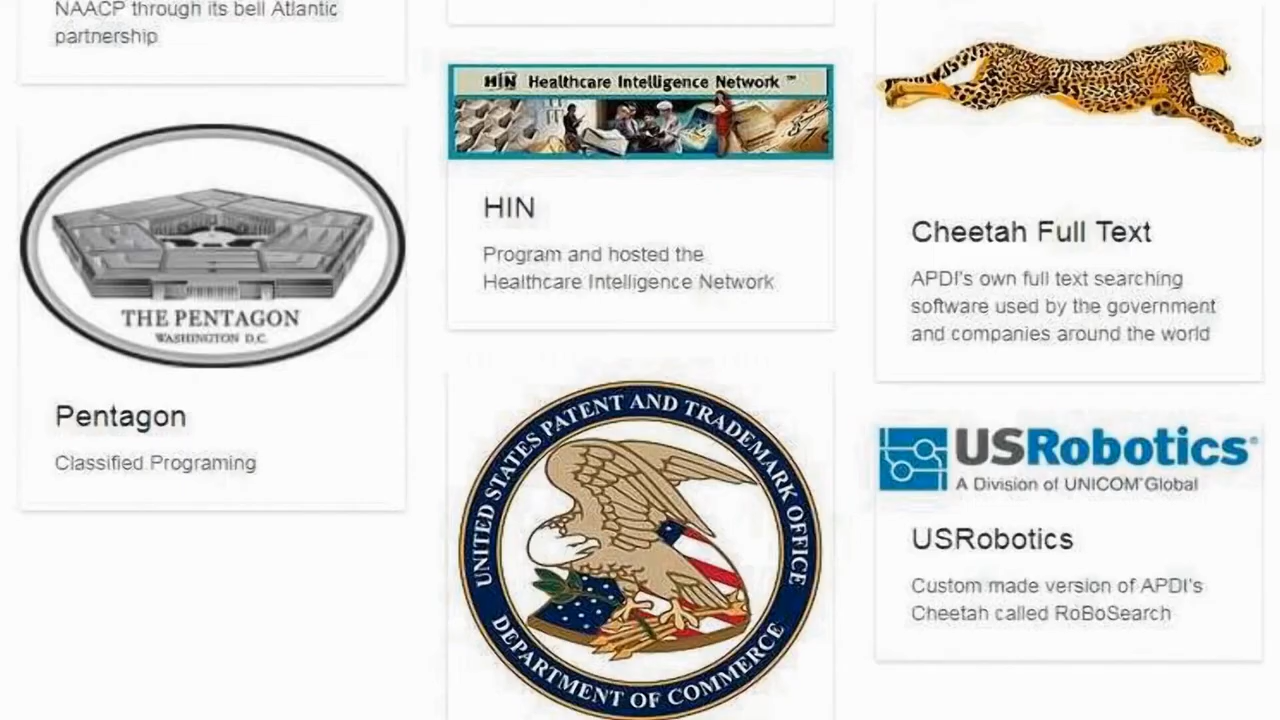 NAACP through its bell Atlantic
partnership
THE PENTAGON
WASHINGTON D.C.
Pentagon
Classified Programing
HIN Healthcare Intelligence Network ™
HIN
Program and hosted the
Healthcare Intelligence Network
UNITED STATES PATENT AND TRADEMARK OFFICE
DEPARTMENT OF COMMERCE
Cheetah Full Text
APDI's own full text searching
software used by the government
and companies around the world
USRobotics®
A Division of UNICOM® Global
USRobotics
Custom made version of APDI's
Cheetah called RoBoSearch